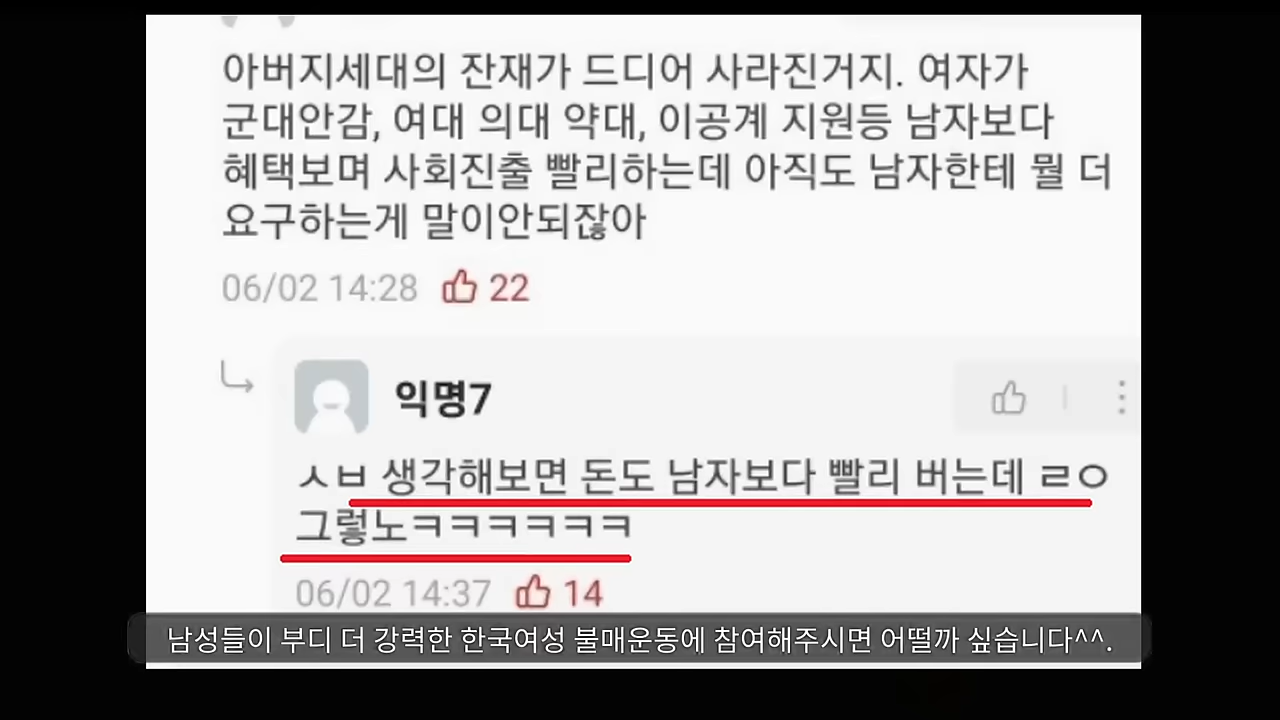 아버지세대의 잔재가 드디어 사라진거지. 여자가
군대안감, 여대 의대 약대, 이공계 지원등 남자보다
혜택보며 사회진출 빨리하는데 아직도 남자한테 뭘 더
요구하는게 말이안되잖아
06/02 14:28 22
익명7
ㅅㅂ 생각해보면 돈도 남자보다 빨리 버는데 ㄹㅇ
그렇노ㅋㅋㅋㅋㅋㅋ
06/02 14:37 14
남성들이 부디 더 강력한 한국여성 불매운동에 참여해주시면 어떨까 싶습니다^^.